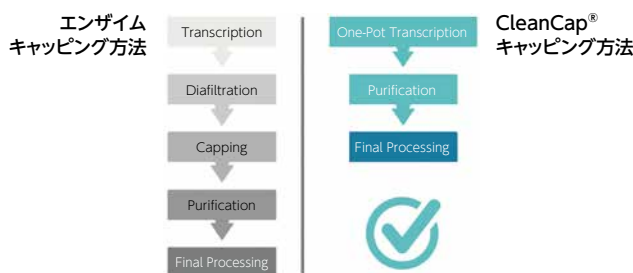 エンザイム
キャッピング方法
Transcription
Diafiltration
Capping
Purification
Final Processing
One-Pot Transcription
Purification
Final Processing
CleanCap®
キャッピング方法